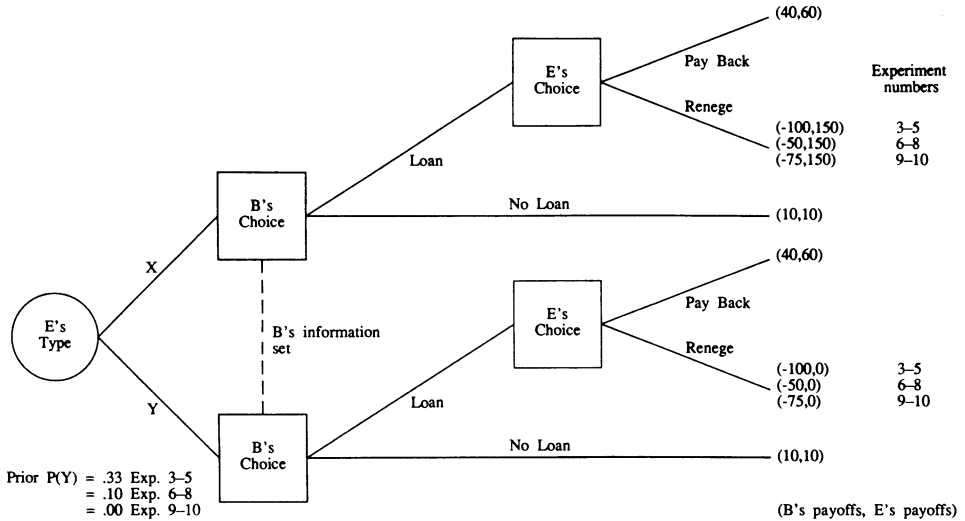 (40,60)
E's
Choice
Pay Back
Experiment
numbers
Renege
(-100,150) 3–5
(-50,150) 6–8
(-75,150) 9–10
Loan
B's
Choice
No Loan
(10,10)
X
(40,60)
E's
Choice
Pay Back
E's
Type
B's information
set
Renege
(-100,0) 3–5
(-50,0) 6–8
(-75,0) 9–10
Loan
Y
B's
Choice
No Loan
(10,10)
Prior P(Y) = .33 Exp. 3–5
= .10 Exp. 6–8
= .00 Exp. 9–10
(B's payoffs, E's payoffs)